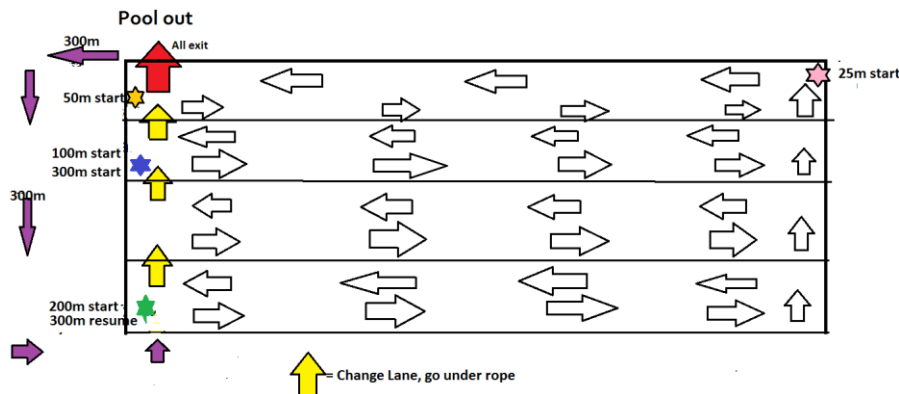 Pool out
300m
All exit
25m start
50m start
100m start
300m start
300m
200m start
300m resume
= Change Lane, go under rope